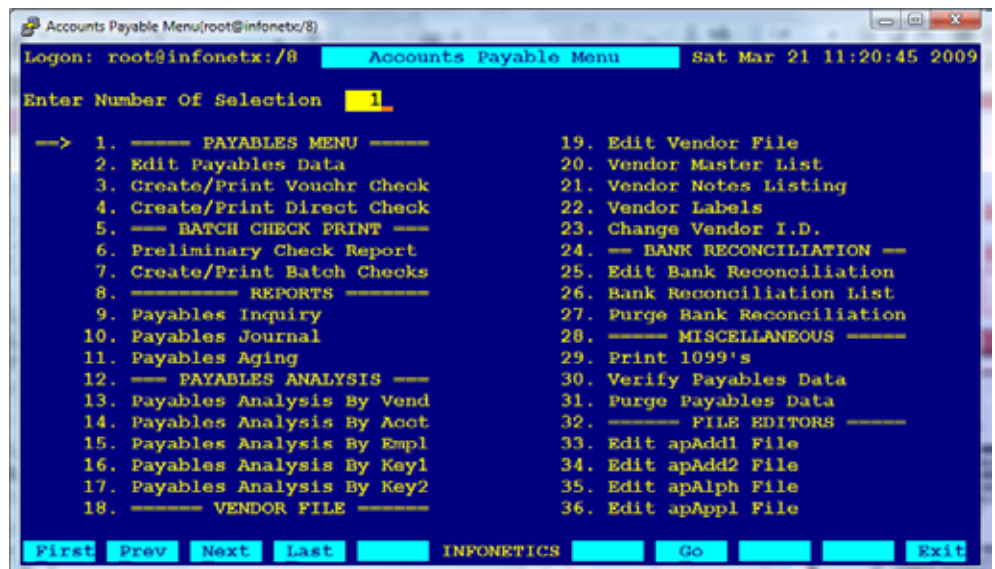 Accounts Payable Menu(root@infonetx:/8)
Logon: root@infonetx:/8 Accounts Payable Menu Sat Mar 21 11:20:45 2009
Enter Number Of Selection 1
==> 1. ===== PAYABLES MENU =====
2. Edit Payables Data
3. Create/Print Vouchr Check
4. Create/Print Direct Check
5. === BATCH CHECK PRINT ===
6. Preliminary Check Report
7. Create/Print Batch Checks
8. ========= REPORTS =======
9. Payables Inquiry
10. Payables Journal
11. Payables Aging
12. === PAYABLES ANALYSIS ===
13. Payables Analysis By Vend
14. Payables Analysis By Acct
15. Payables Analysis By Empl
16. Payables Analysis By Key1
17. Payables Analysis By Key2
18. ====== VENDOR FILE ======
19. Edit Vendor File
20. Vendor Master List
21. Vendor Notes Listing
22. Vendor Labels
23. Change Vendor I.D.
24. == BANK RECONCILIATION ==
25. Edit Bank Reconciliation
26. Bank Reconciliation List
27. Purge Bank Reconciliation
28. ===== MISCELLANEOUS =====
29. Print 1099's
30. Verify Payables Data
31. Purge Payables Data
32. ====== FILE EDITORS =====
33. Edit apAdd1 File
34. Edit apAdd2 File
35. Edit apAlph File
36. Edit apAppl File
First Prev Next Last INFONETICS Go Exit